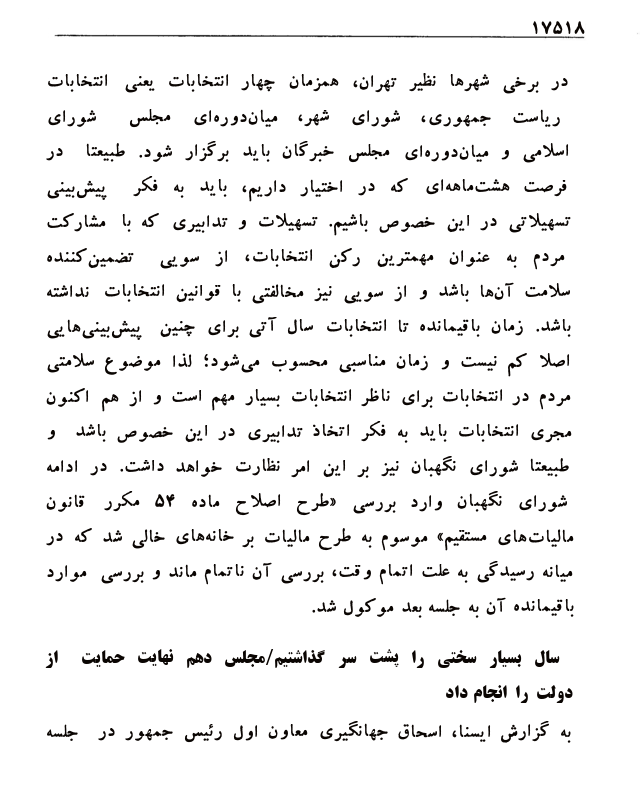 ۱۷۵۱۸
در برخی شهرها نظیر تهران، همزمان چهار انتخابات یعنی انتخابات
ریاست جمهوری، شورای شهر، میان‌دوره‌ای مجلس شورای
اسلامی و میان‌دوره‌ای مجلس خبرگان باید برگزار شود. طبیعتا در
فرصت هشت‌ماهه‌ای که در اختیار داریم، باید به فکر پیش‌بینی
تسهیلاتی در این خصوص باشیم. تسهیلات و تدابیری که با مشارکت
مردم به عنوان مهمترین رکن انتخابات، از سویی تضمین‌کننده
سلامت آن‌ها باشد و از سویی نیز مخالفتی با قوانین انتخابات نداشته
باشد. زمان باقیمانده تا انتخابات سال آتی برای چنین پیش‌بینی‌هایی
اصلا کم نیست و زمان مناسبی محسوب می‌شود؛ لذا موضوع سلامتی
مردم در انتخابات برای ناظر انتخابات بسیار مهم است و از هم اکنون
مجری انتخابات باید به فکر اتخاذ تدابیری در این خصوص باشد و
طبیعتا شورای نگهبان نیز بر این امر نظارت خواهد داشت. در ادامه
شورای نگهبان وارد بررسی «طرح اصلاح ماده ۵۴ مکرر قانون
مالیات‌های مستقیم» موسوم به طرح مالیات بر خانه‌های خالی شد که در
میانه رسیدگی به علت اتمام وقت، بررسی آن ناتمام ماند و بررسی موارد
باقیمانده آن به جلسه بعد موکول شد.
سال بسیار سختی را پشت سر گذاشتیم/مجلس دهم نهایت حمایت از
دولت را انجام داد
به گزارش ایسنا، اسحاق جهانگیری معاون اول رئیس جمهور در جلسه